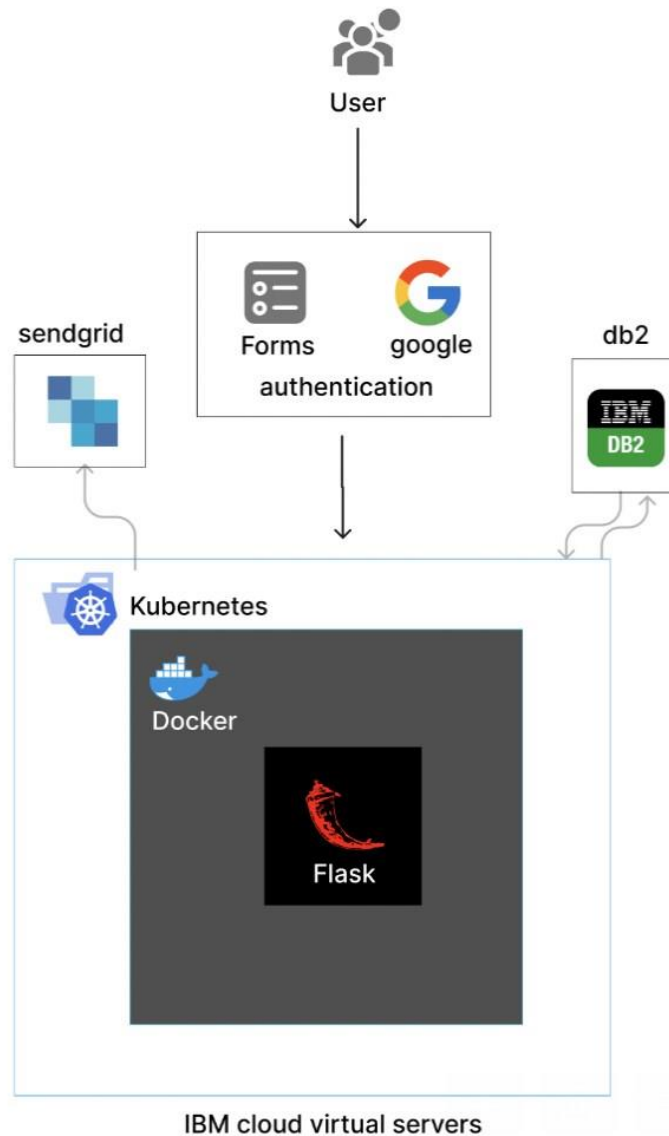 User
Forms
google
authentication
sendgrid
db2
IBM
DB2
Kubernetes
Docker
Flask
IBM cloud virtual servers